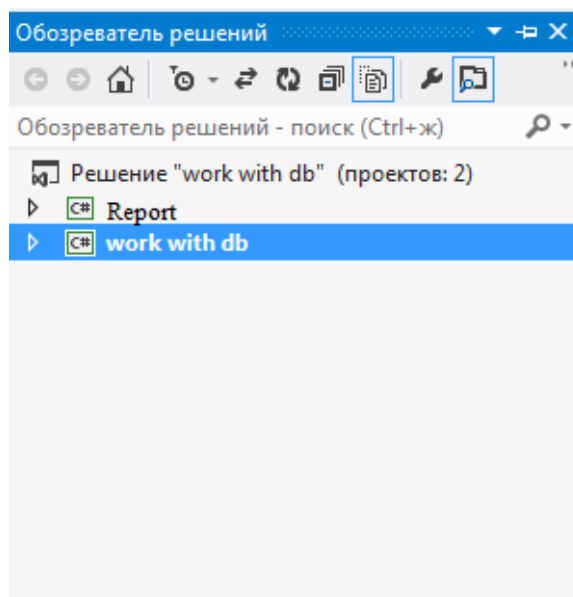 Обозреватель решений
Обозреватель решений - поиск (Ctrl+ж)
Решение "work with db" (проектов: 2)
C# Report
C# work with db